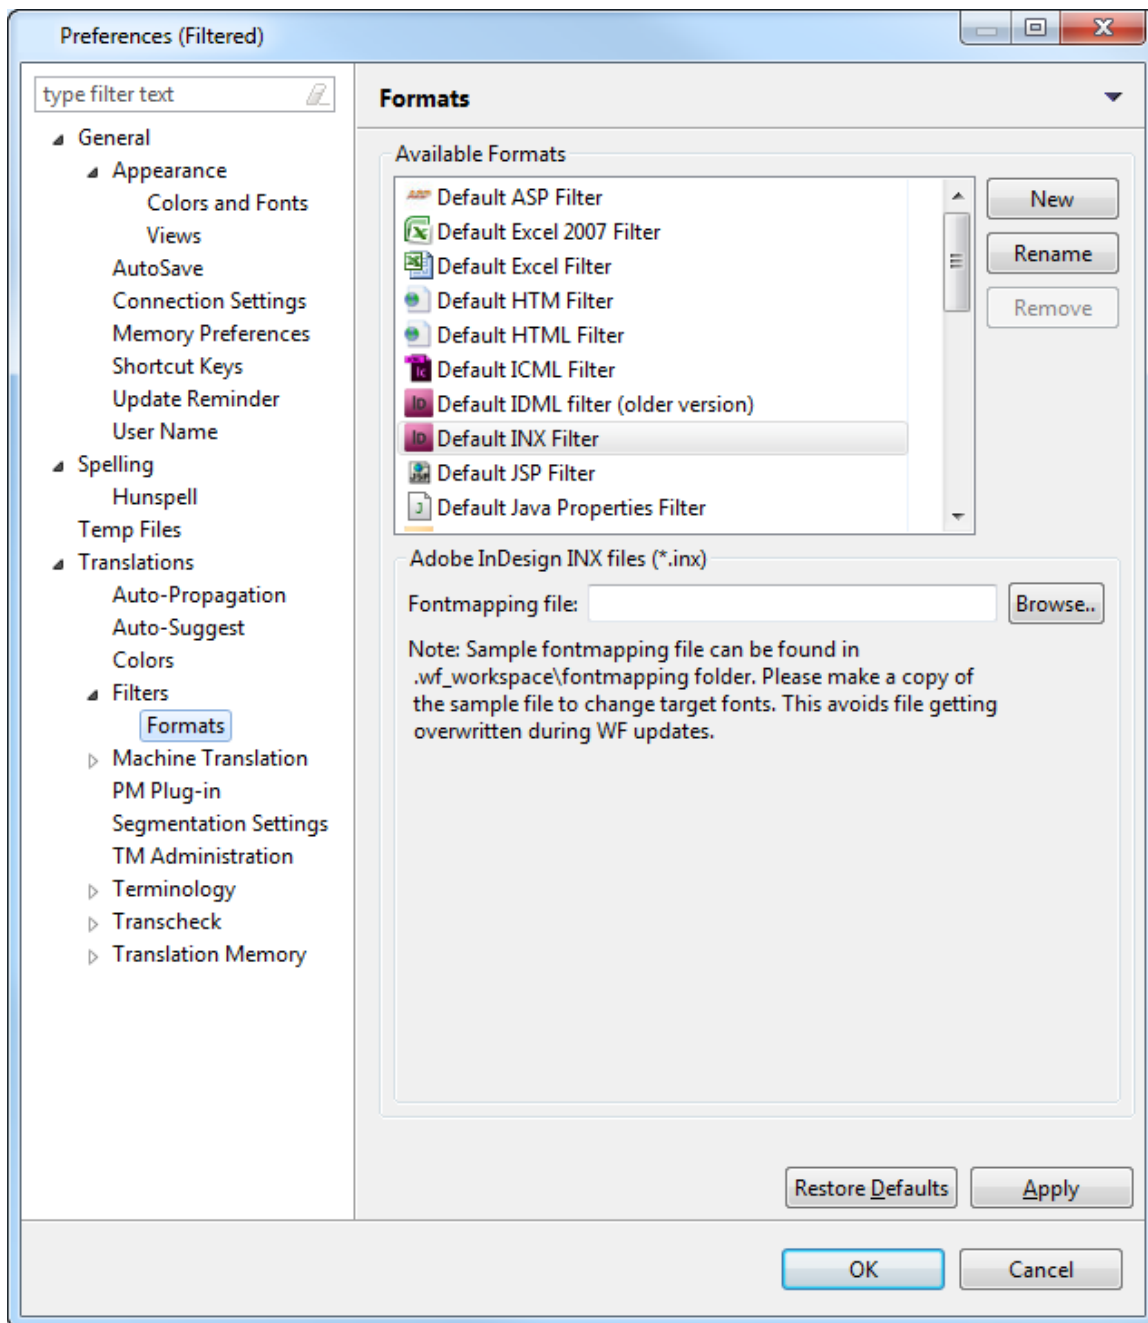 Preferences (Filtered)
type filter text
General
Appearance
Colors and Fonts
Views
AutoSave
Connection Settings
Memory Preferences
Shortcut Keys
Update Reminder
User Name
Spelling
Hunspell
Temp Files
Translations
Auto-Propagation
Auto-Suggest
Colors
Filters
Formats
Machine Translation
PM Plug-in
Segmentation Settings
TM Administration
Terminology
Transcheck
Translation Memory
Formats
Available Formats
Default ASP Filter
Default Excel 2007 Filter
Default Excel Filter
Default HTM Filter
Default HTML Filter
Default ICML Filter
Default IDML filter (older version)
Default INX Filter
Default JSP Filter
Default Java Properties Filter
New
Rename
Remove
Adobe InDesign INX files (*.inx)
Fontmapping file:
Browse..
Note: Sample fontmapping file can be found in
.wf_workspace\fontmapping folder. Please make a copy of
the sample file to change target fonts. This avoids file getting
overwritten during WF updates.
Restore Defaults
Apply
OK
Cancel